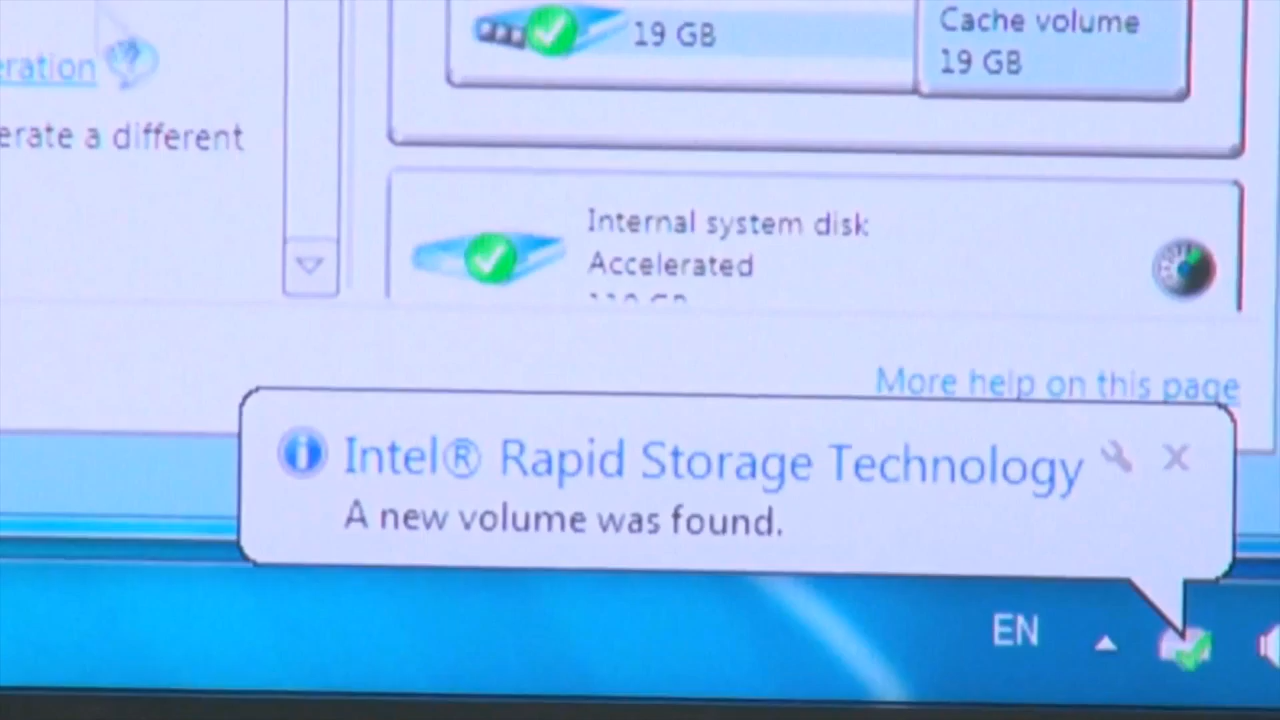 19 GB
Cache volume
19 GB
eration
erate a different
Internal system disk
Accelerated
More help on this page
Intel® Rapid Storage Technology
A new volume was found.
EN